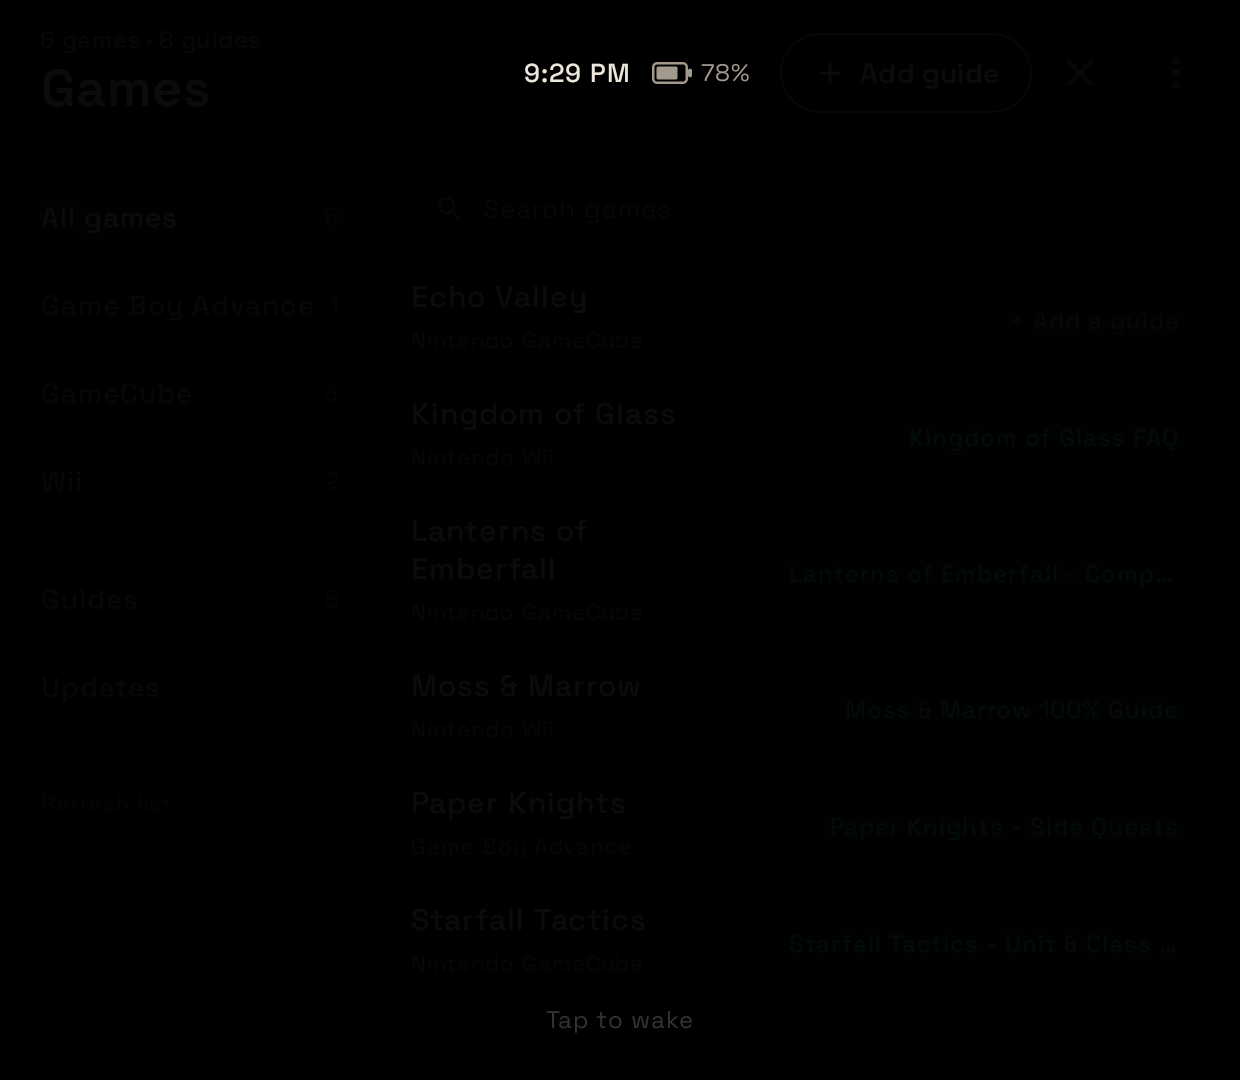 6 games · 8 guides
Games
9:29 PM
78%
+ Add guide
All games 6
Search games
Game Boy Advance 1
GameCube 3
Wii 2
Guides 8
Updates
Refresh list
Echo Valley
Nintendo GameCube
+ Add a guide
Kingdom of Glass
Nintendo Wii
Kingdom of Glass FAQ
Lanterns of
Emberfall
Nintendo GameCube
Lanterns of Emberfall - Comp...
Moss & Marrow
Nintendo Wii
Moss & Marrow 100% Guide
Paper Knights
Game Boy Advance
Paper Knights - Side Quests
Starfall Tactics
Nintendo GameCube
Starfall Tactics - Unit & Class ...
Tap to wake